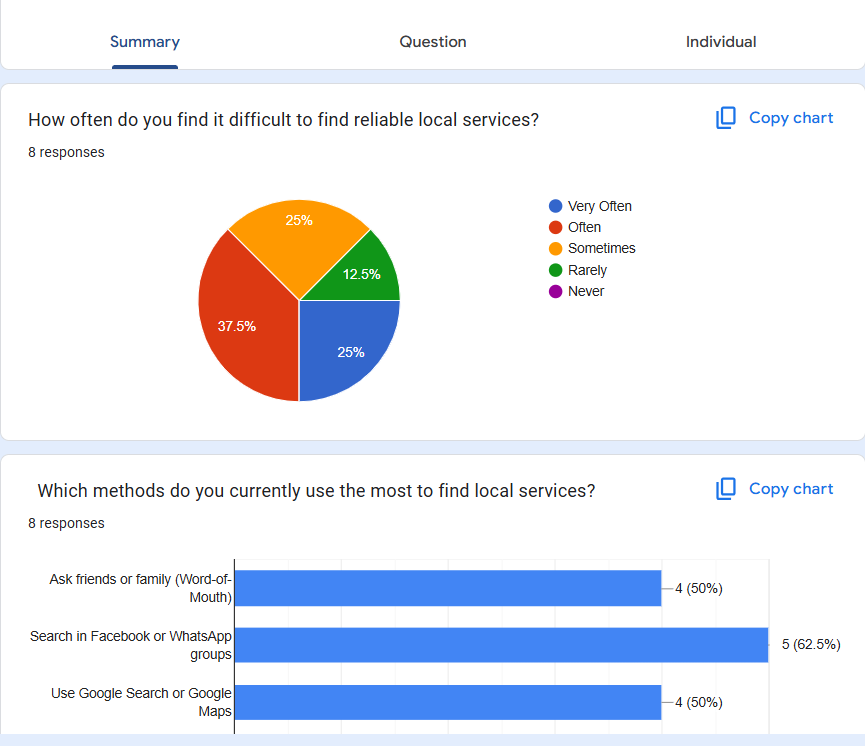 Summary
Question
Individual
How often do you find it difficult to find reliable local services?
Copy chart
8 responses
25%
12.5%
37.5%
25%
Very Often
Often
Sometimes
Rarely
Never
Which methods do you currently use the most to find local services?
Copy chart
8 responses
Ask friends or family (Word-of-
Mouth)
4 (50%)
Search in Facebook or WhatsApp
groups
5 (62.5%)
Use Google Search or Google
Maps
4 (50%)